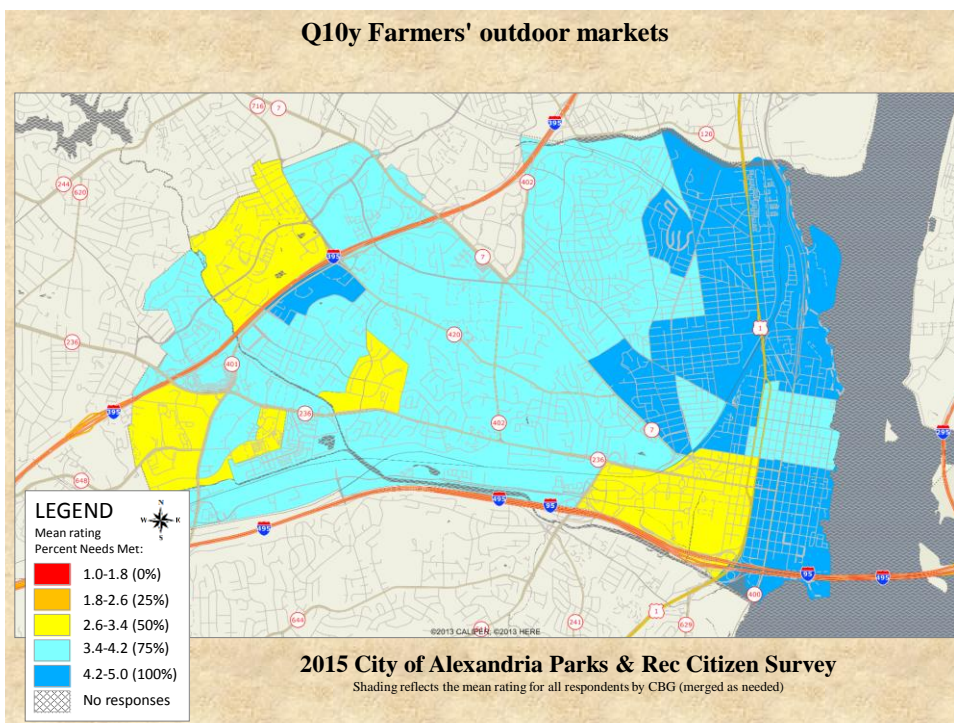 Q10y Farmers' outdoor markets
716
7
395
120
244
620
402
7
395
236
420
1
401
395
236
402
7
236
395
648
495
95
495
95
495
400
644
241
1
629
©2013 CALIPER, ©2013 HERE
LEGEND
N
W
E
S
Mean rating
Percent Needs Met:
1.0-1.8 (0%)
1.8-2.6 (25%)
2.6-3.4 (50%)
3.4-4.2 (75%)
4.2-5.0 (100%)
No responses
2015 City of Alexandria Parks & Rec Citizen Survey
Shading reflects the mean rating for all respondents by CBG (merged as needed)